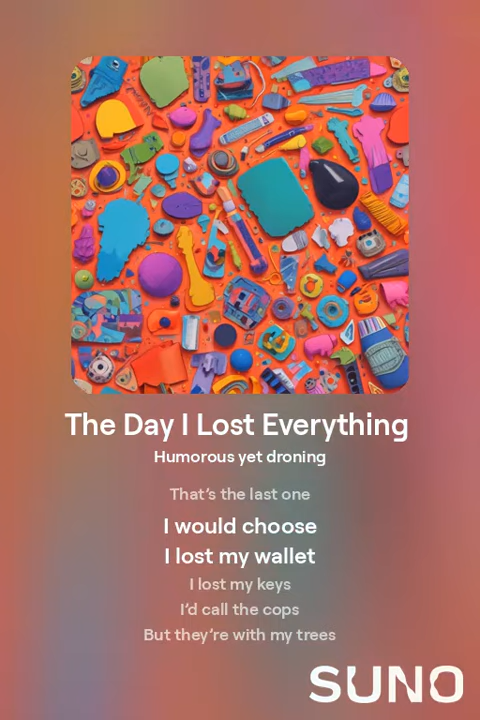 The Day I Lost Everything
Humorous yet droning
That's the last one
I would choose
I lost my wallet
I lost my keys
I'd call the cops
But they're with my trees
SUNO